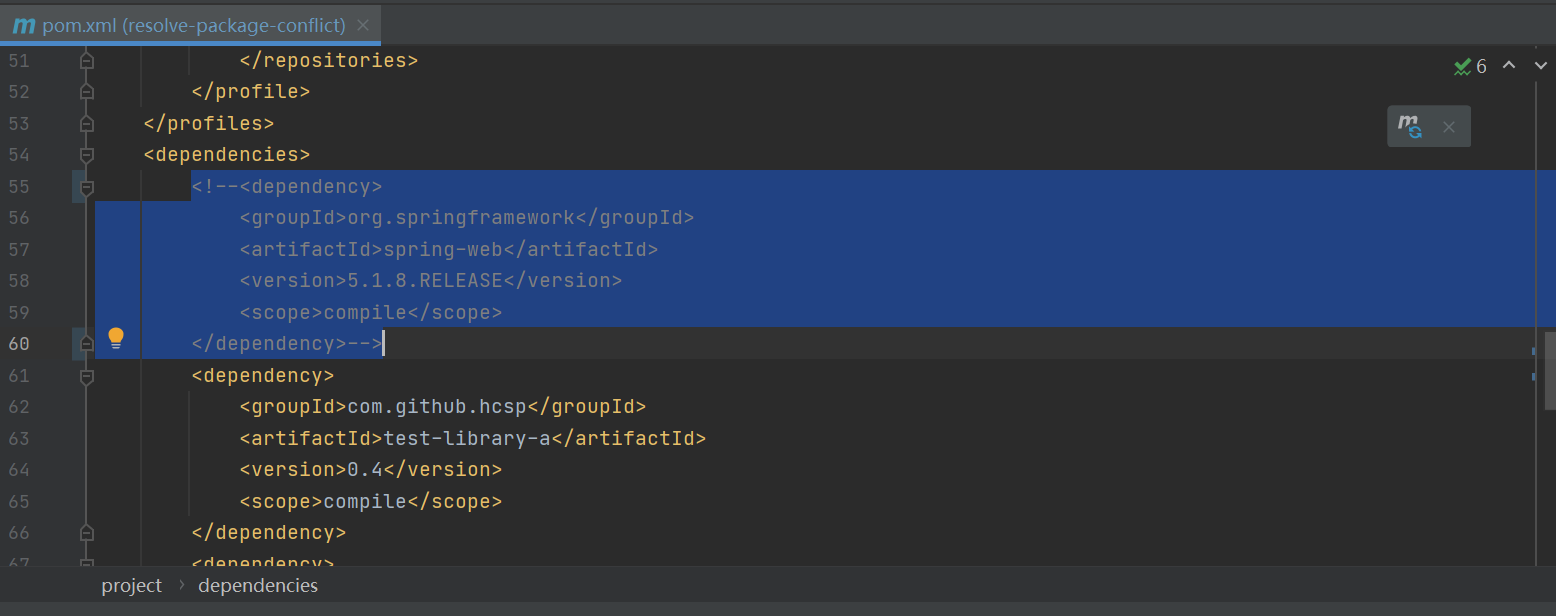 m pom.xml (resolve-package-conflict)
51 </repositories>
6
52 </profile>
53 </profiles>
m
54 <dependencies>
55 <!--<dependency>
56 <groupId>org.springframework</groupId>
57 <artifactId>spring-web</artifactId>
58 <version>5.1.8.RELEASE</version>
59 <scope>compile</scope>
60 </dependency>-->
61 <dependency>
62 <groupId>com.github.hcsp</groupId>
63 <artifactId>test-library-a</artifactId>
64 <version>0.4</version>
65 <scope>compile</scope>
66 </dependency>
67 <dependency>
project › dependencies